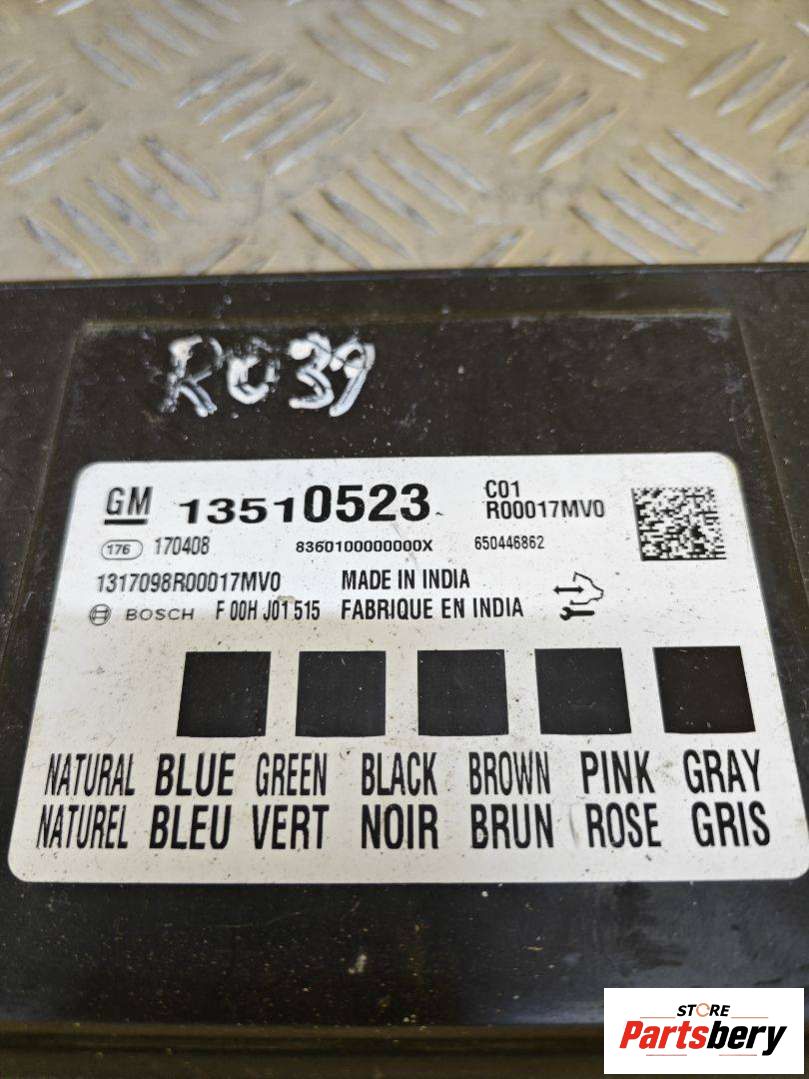 R039
GM 13510523 C01
R00017MV0
176 170408 8360100000000X 650446862
1317098R00017MV0 MADE IN INDIA
BOSCH F 00H J01 515 FABRIQUE EN INDIA
NATURAL BLUE GREEN BLACK BROWN PINK GRAY
NATUREL BLEU VERT NOIR BRUN ROSE GRIS
STORE
Partsbery